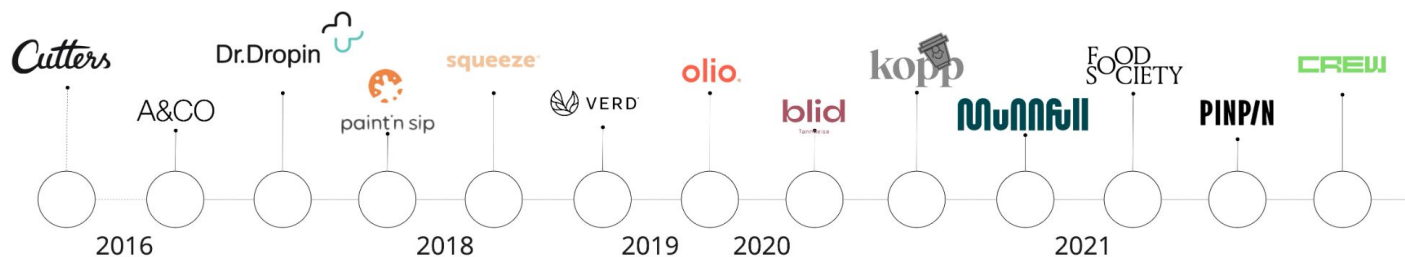 Cutters
A&CO
Dr.Dropin
paint'n sip
squeeze
VERD
olio.
blid
Tannpleie
kopp
MuNNfull
FOOD
SOCIETY
PINPIN
CREW
2016
2018
2019
2020
2021